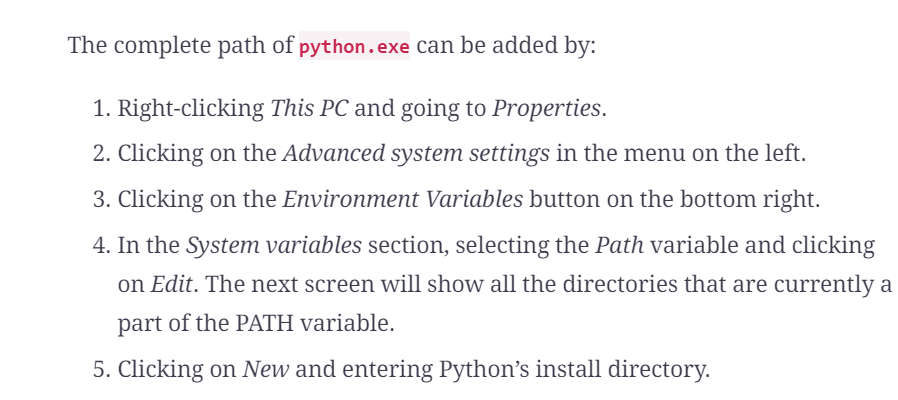 The complete path of python.exe can be added by:
1. Right-clicking This PC and going to Properties.
2. Clicking on the Advanced system settings in the menu on the left.
3. Clicking on the Environment Variables button on the bottom right.
4. In the System variables section, selecting the Path variable and clicking
on Edit. The next screen will show all the directories that are currently a
part of the PATH variable.
5. Clicking on New and entering Python’s install directory.